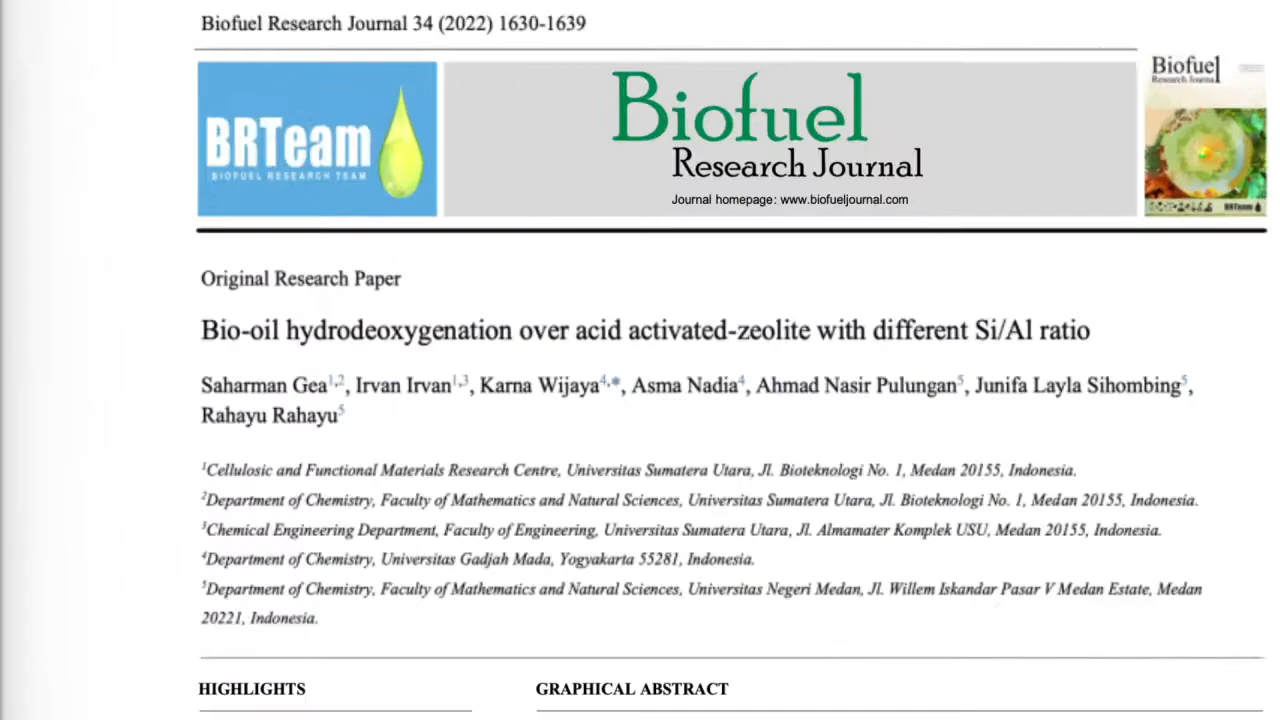 Biofuel Research Journal 34 (2022) 1630-1639
BRTeam
BIOFUEL RESEARCH TEAM
Biofuel
Research Journal
Journal homepage: www.biofueljournal.com
Biofuel
Research Journal
BRTeam
Original Research Paper
Bio-oil hydrodeoxygenation over acid activated-zeolite with different Si/Al ratio
Saharman Gea1,2, Irvan Irvan1,3, Karna Wijaya4,*, Asma Nadia4, Ahmad Nasir Pulungan5, Junifa Layla Sihombing5,
Rahayu Rahayu5
1Cellulosic and Functional Materials Research Centre, Universitas Sumatera Utara, Jl. Bioteknologi No. 1, Medan 20155, Indonesia.
2Department of Chemistry, Faculty of Mathematics and Natural Sciences, Universitas Sumatera Utara, Jl. Bioteknologi No. 1, Medan 20155, Indonesia.
3Chemical Engineering Department, Faculty of Engineering, Universitas Sumatera Utara, Jl. Almamater Komplek USU, Medan 20155, Indonesia.
4Department of Chemistry, Universitas Gadjah Mada, Yogyakarta 55281, Indonesia.
5Department of Chemistry, Faculty of Mathematics and Natural Sciences, Universitas Negeri Medan, Jl. Willem Iskandar Pasar V Medan Estate, Medan
20221, Indonesia.
HIGHLIGHTS
GRAPHICAL ABSTRACT